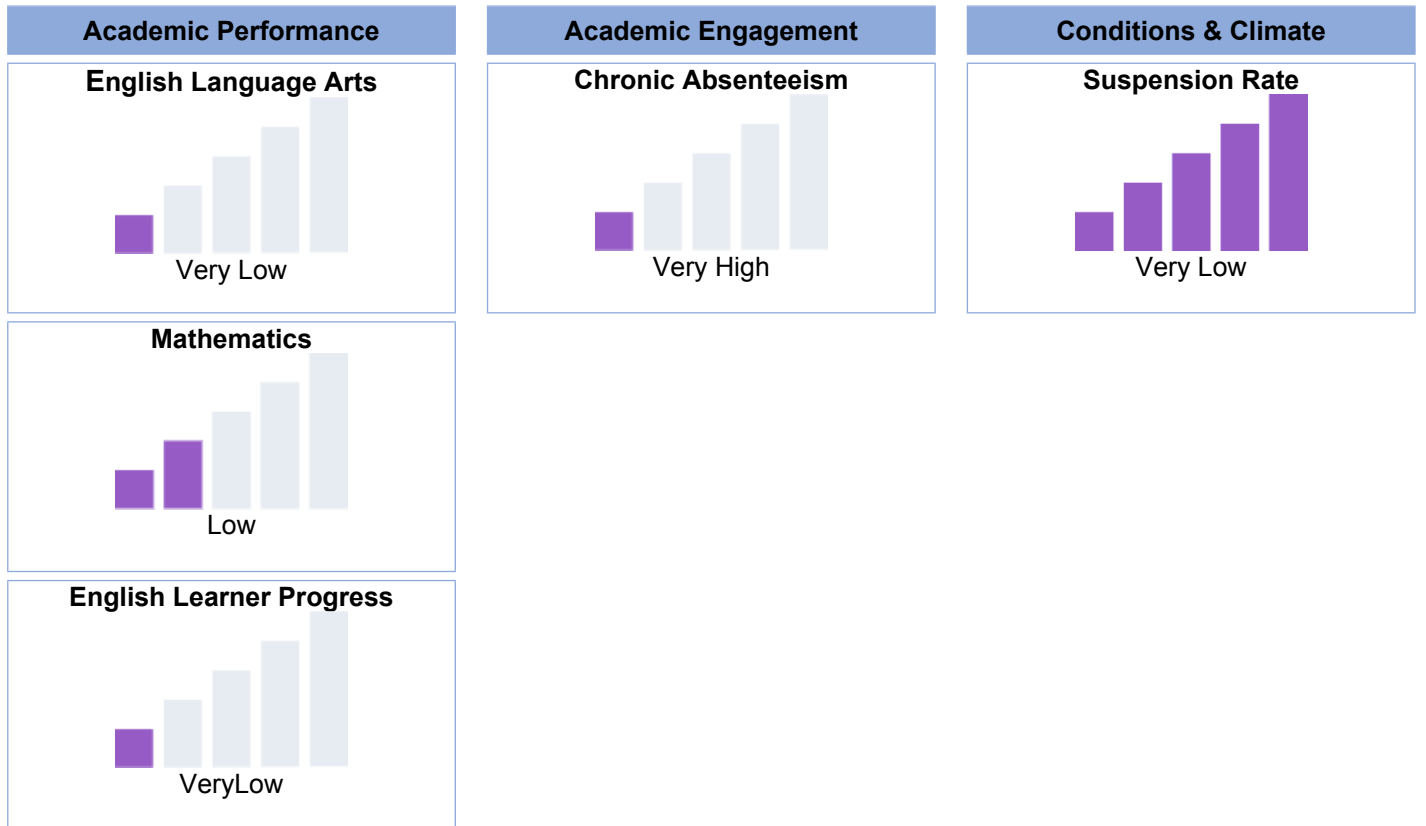 Academic Performance
English Language Arts
Very Low
Mathematics
Low
English Learner Progress
VeryLow
Academic Engagement
Chronic Absenteeism
Very High
Conditions & Climate
Suspension Rate
Very Low